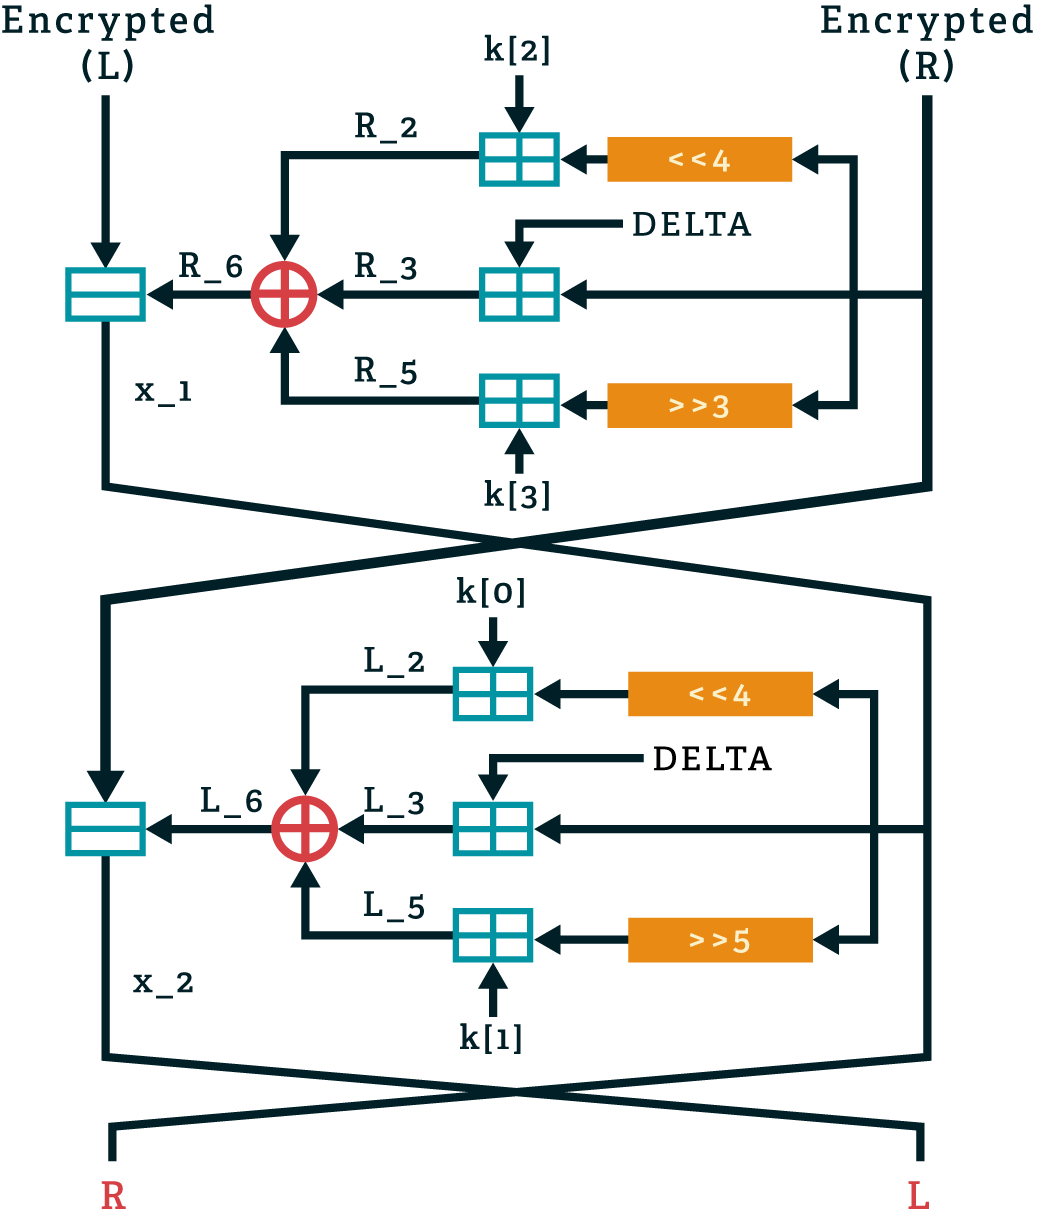 Encrypted
(L)
Encrypted
(R)
k[2]
R_2
<<4
DELTA
R_6
R_3
R_5
x_1
>>3
k[3]
k[0]
L_2
<<4
DELTA
L_6
L_3
L_5
>>5
x_2
k[1]
R
L